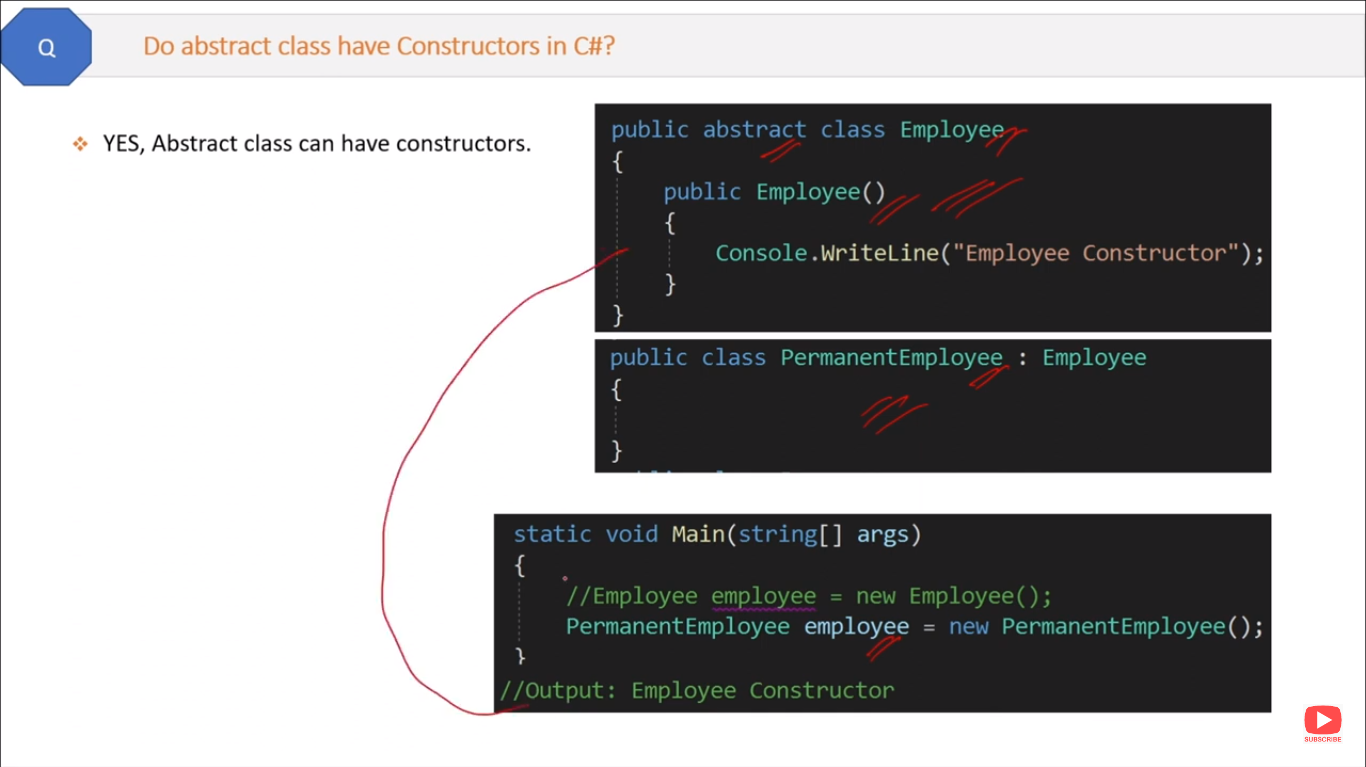 Q
Do abstract class have Constructors in C#?
YES, Abstract class can have constructors.
public abstract class Employee
{
public Employee()
{
Console.WriteLine("Employee Constructor");
}
}
public class PermanentEmployee : Employee
{
}
static void Main(string[] args)
{
//Employee employee = new Employee();
PermanentEmployee employee = new PermanentEmployee();
}
//Output: Employee Constructor
SUBSCRIBE